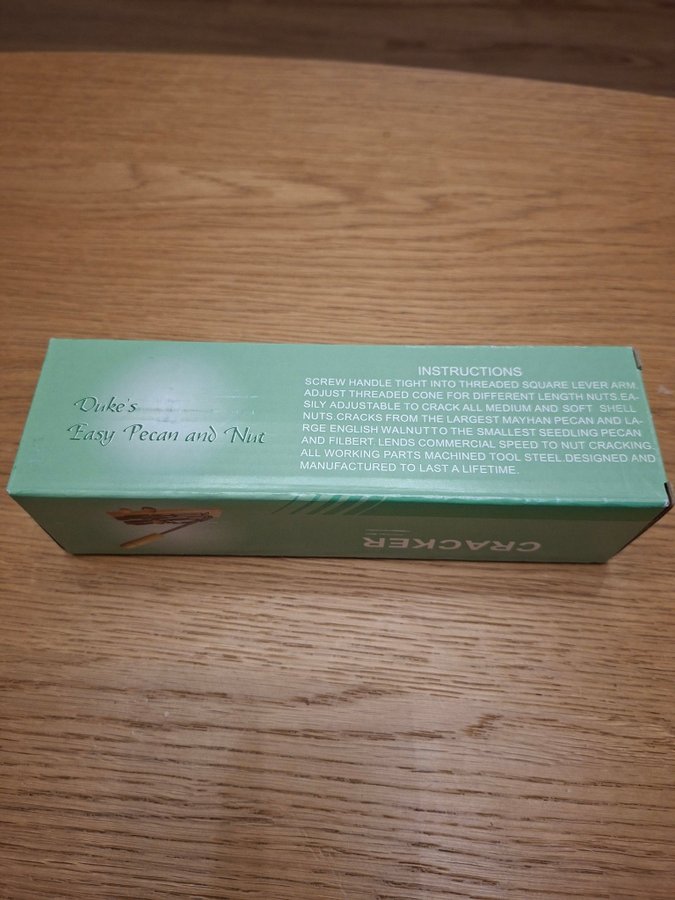 Duke's
Easy Pecan and Nut
INSTRUCTIONS
SCREW HANDLE TIGHT INTO THREADED SQUARE LEVER ARM.
ADJUST THREADED CONE FOR DIFFERENT LENGTH NUTS.EA-
SILY ADJUSTABLE TO CRACK ALL MEDIUM AND SOFT SHELL
NUTS.CRACKS FROM THE LARGEST MAYHAN PECAN AND LA-
RGE ENGLISH WALNUT TO THE SMALLEST SEEDLING PECAN
AND FILBERT. LENDS COMMERCIAL SPEED TO NUT CRACKING.
ALL WORKING PARTS MACHINED TOOL STEEL.DESIGNED AND
MANUFACTURED TO LAST A LIFETIME.
CRACKER